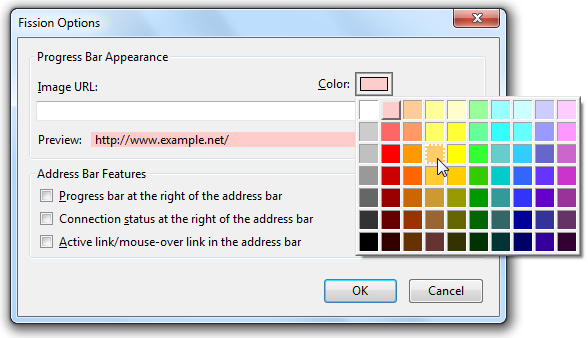 Fission Options
Progress Bar Appearance
Image URL:
Color:
Preview: http://www.example.net/
Address Bar Features
Progress bar at the right of the address bar
Connection status at the right of the address bar
Active link/mouse-over link in the address bar
OK
Cancel